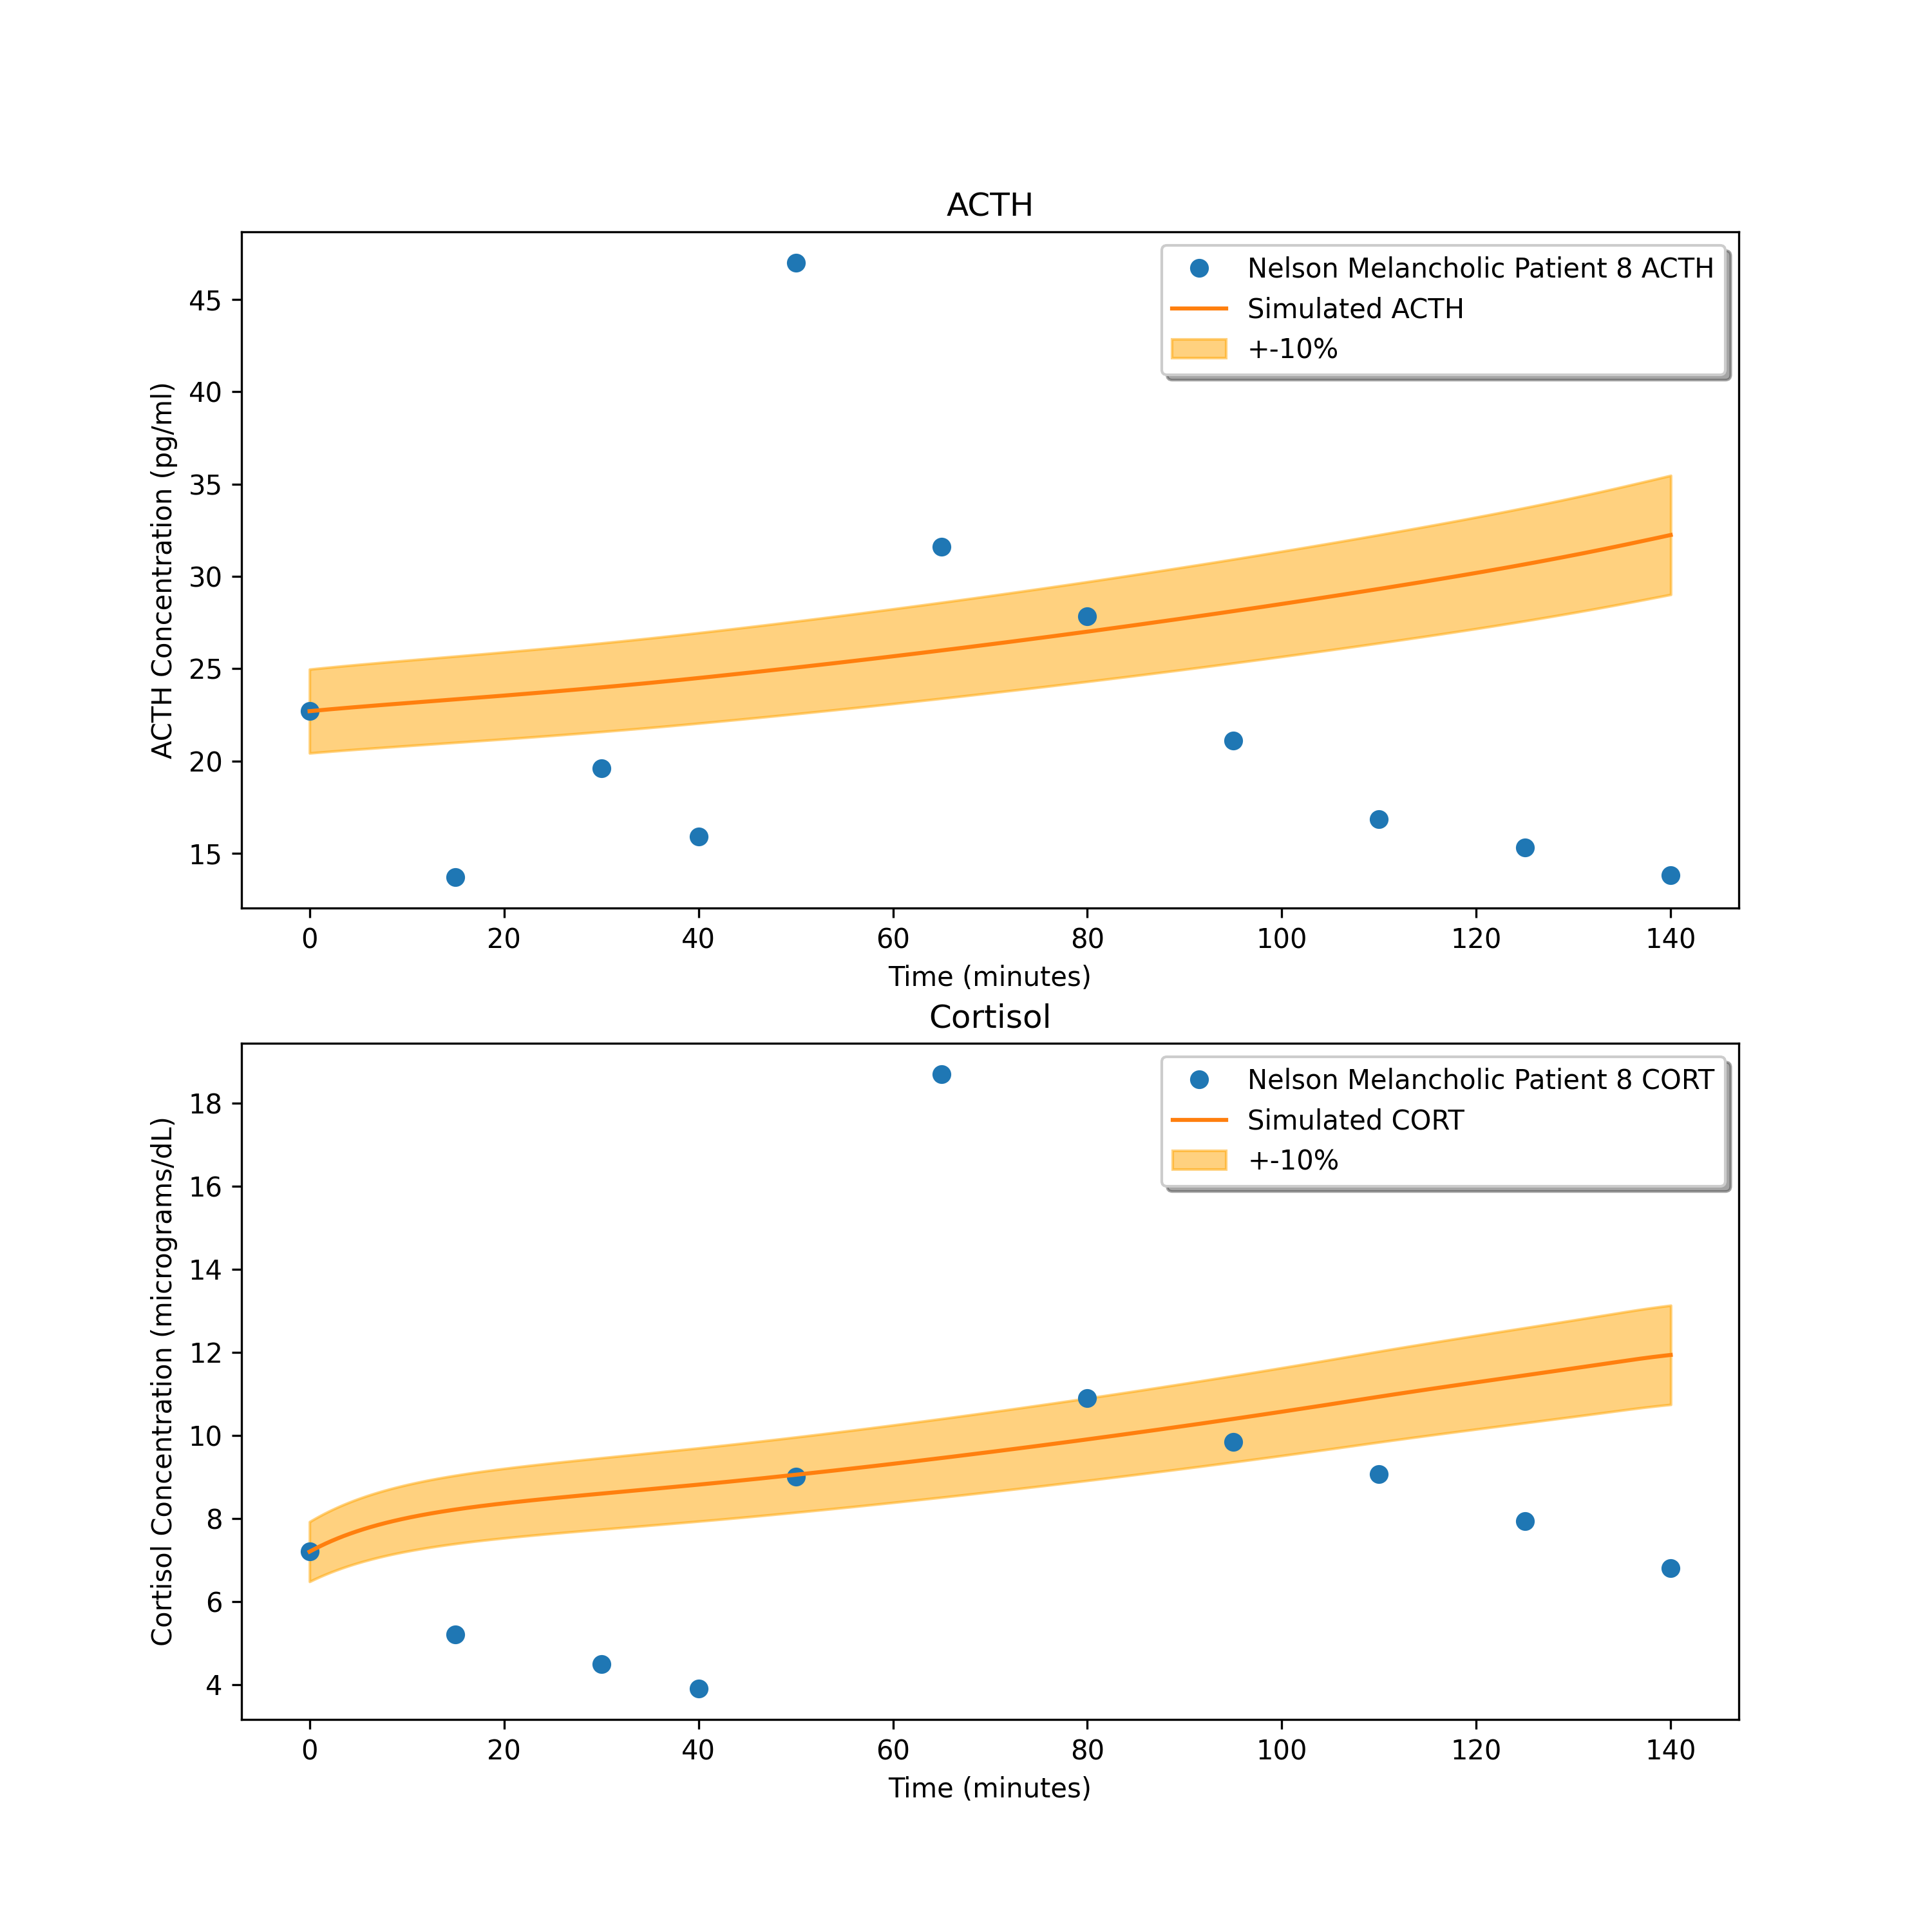 ACTH
Nelson Melancholic Patient 8 ACTH
Simulated ACTH
+-10%
ACTH Concentration (pg/ml)
45
40
35
30
25
20
15
0 20 40 60 80 100 120 140
Time (minutes)
Cortisol
Nelson Melancholic Patient 8 CORT
Simulated CORT
+-10%
Cortisol Concentration (micrograms/dL)
18
16
14
12
10
8
6
4
0 20 40 60 80 100 120 140
Time (minutes)